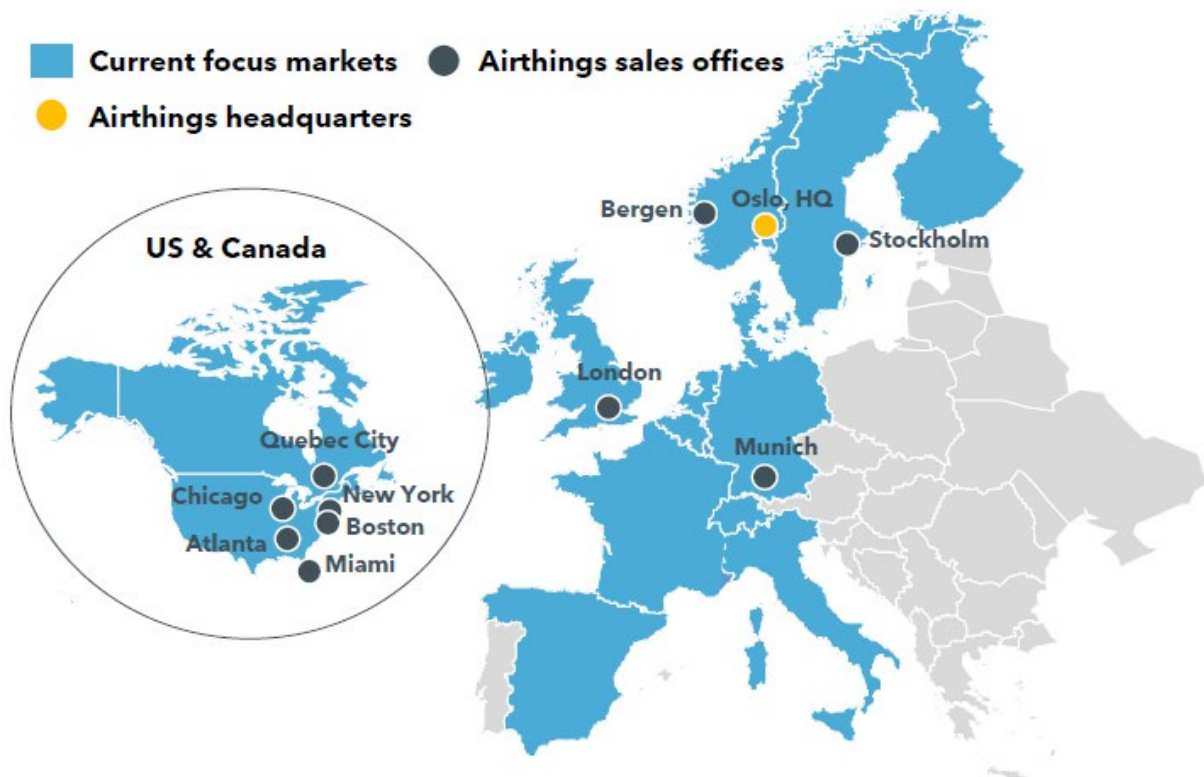 Current focus markets
Airthings sales offices
Airthings headquarters
Bergen
Oslo, HQ
Stockholm
US & Canada
London
Quebec City
Munich
Chicago
New York
Boston
Atlanta
Miami